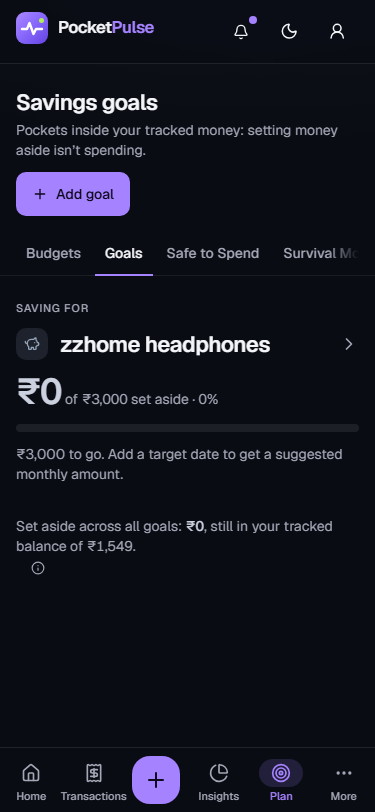 PocketPulse
Savings goals
Pockets inside your tracked money: setting money
aside isn't spending.
Add goal
Budgets Goals Safe to Spend Survival Mo
SAVING FOR
zzhome headphones
₹0 of ₹3,000 set aside · 0%
₹3,000 to go. Add a target date to get a suggested
monthly amount.
Set aside across all goals: ₹0, still in your tracked
balance of ₹1,549.
Home Transactions Insights Plan More